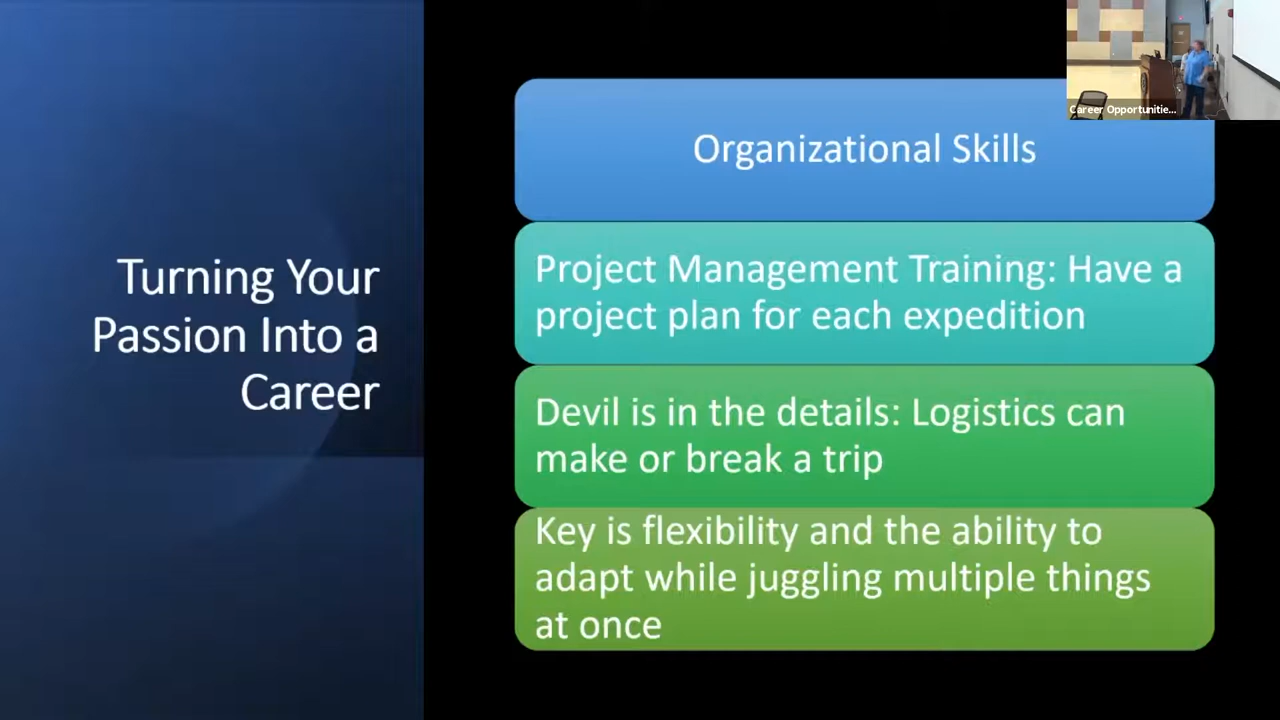 Career Opportunitie...
Turning Your
Passion Into a
Career
Organizational Skills
Project Management Training: Have a
project plan for each expedition
Devil is in the details: Logistics can
make or break a trip
Key is flexibility and the ability to
adapt while juggling multiple things
at once